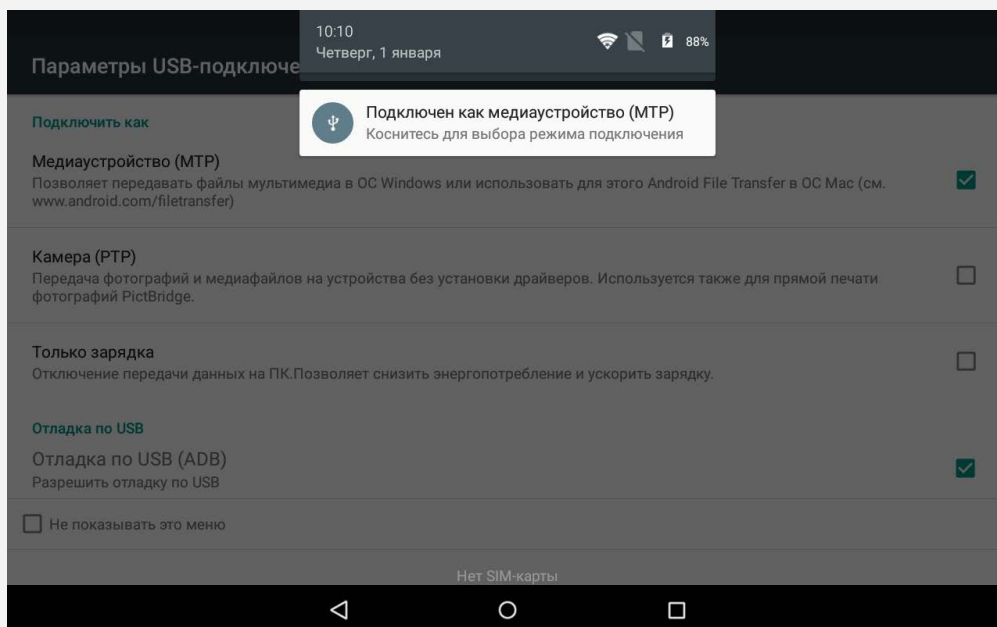 10:10
Четверг, 1 января
88%
Параметры USB-подключе
Подключен как медиаустройство (MTP)
Коснитесь для выбора режима подключения
Подключить как
Медиаустройство (MTP)
Позволяет передавать файлы мультимедиа в ОС Windows или использовать для этого Android File Transfer в ОС Mac (см.
www.android.com/filetransfer)
Камера (PTP)
Передача фотографий и медиафайлов на устройства без установки драйверов. Используется также для прямой печати
фотографий PictBridge.
Только зарядка
Отключение передачи данных на ПК.Позволяет снизить энергопотребление и ускорить зарядку.
Отладка по USB
Отладка по USB (ADB)
Разрешить отладку по USB
Не показывать это меню
Нет SIM-карты